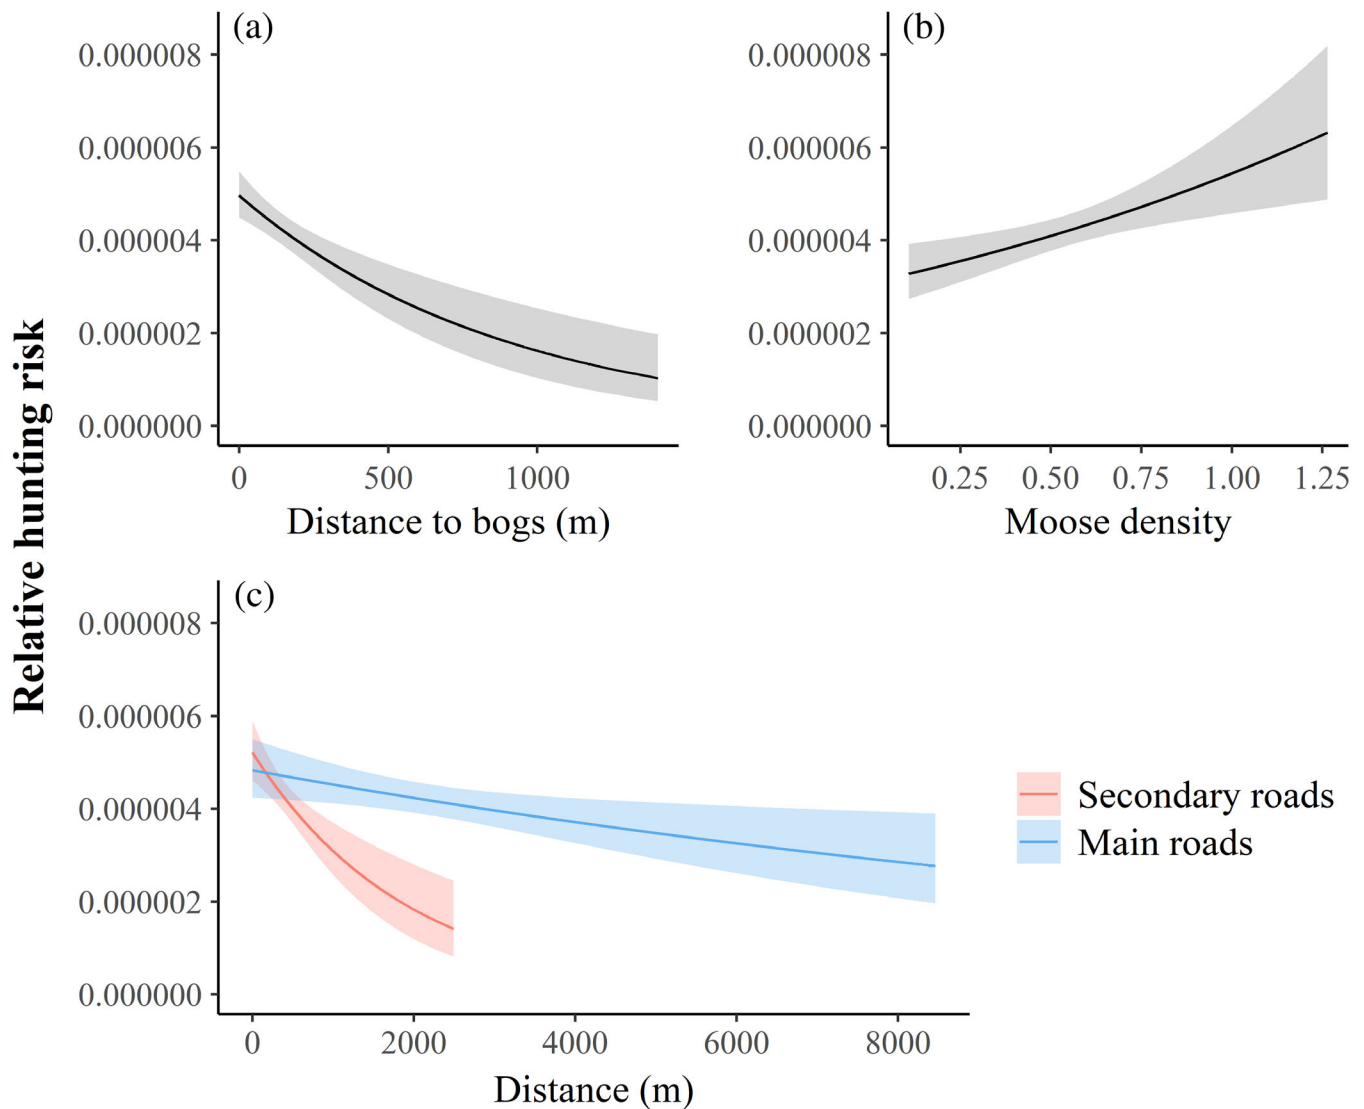 Relative hunting risk
(a)
0.000008
0.000006
0.000004
0.000002
0.000000
0 500 1000
Distance to bogs (m)
(b)
0.000008
0.000006
0.000004
0.000002
0.000000
0.25 0.50 0.75 1.00 1.25
Moose density
(c)
0.000008
0.000006
0.000004
0.000002
0.000000
0 2000 4000 6000 8000
Distance (m)
Secondary roads
Main roads